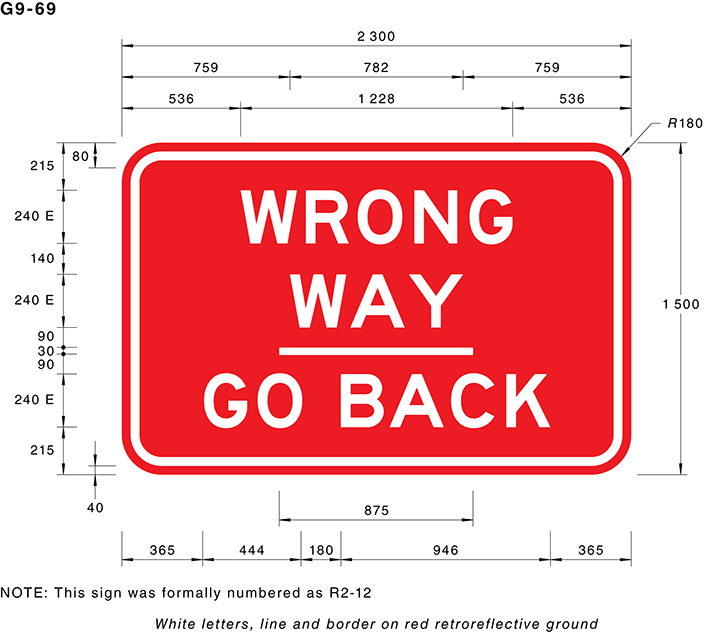 G9-69
2 300
759 782 759
536 1 228 536
R180
80
215
240 E
140
240 E
90
30
90
240 E
215
40
1 500
WRONG
WAY
GO BACK
875
365 444 180 946 365
NOTE: This sign was formally numbered as R2-12
White letters, line and border on red retroreflective ground